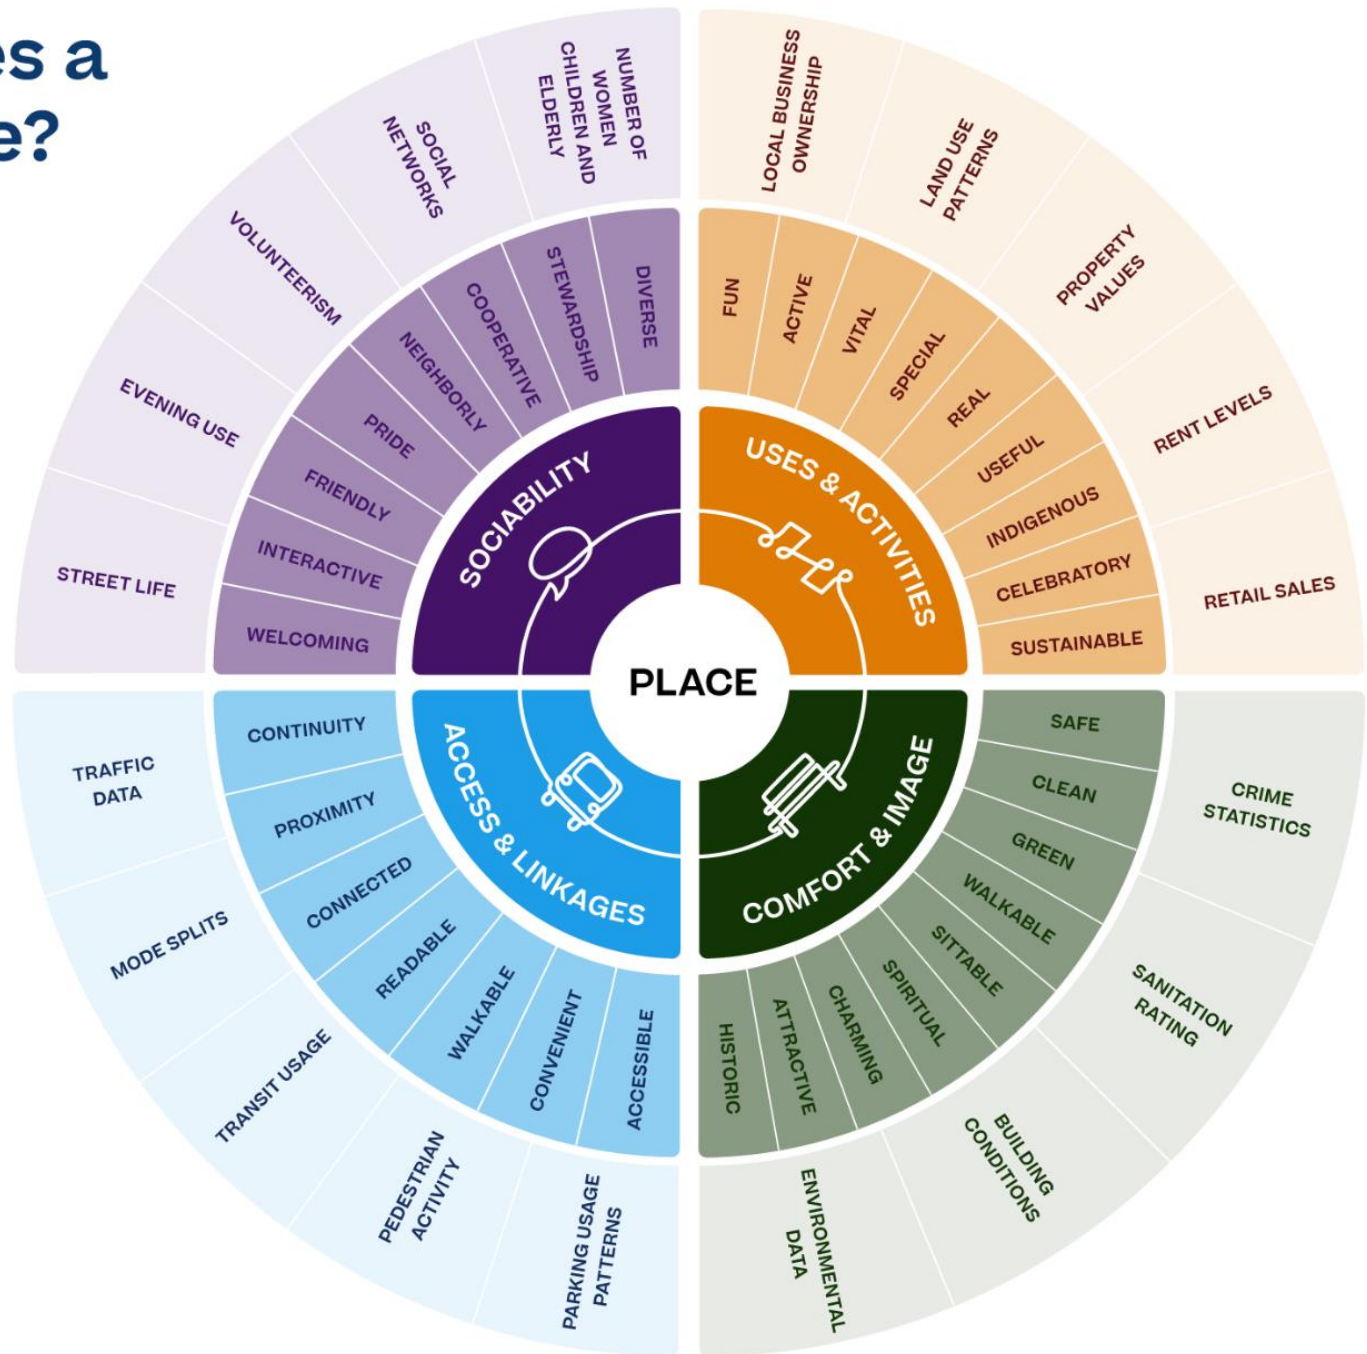 es a
e?
PLACE
SOCIABILITY
DIVERSE
STEWARDSHIP
COOPERATIVE
NEIGHBORLY
PRIDE
FRIENDLY
INTERACTIVE
WELCOMING
NUMBER OF
WOMEN
CHILDREN AND
ELDERLY
SOCIAL
NETWORKS
VOLUNTEERISM
EVENING USE
STREET LIFE
USES & ACTIVITIES
FUN
ACTIVE
VITAL
SPECIAL
REAL
USEFUL
INDIGENOUS
CELEBRATORY
SUSTAINABLE
LOCAL BUSINESS
OWNERSHIP
LAND USE
PATTERNS
PROPERTY
VALUES
RENT LEVELS
RETAIL SALES
COMFORT & IMAGE
SAFE
CLEAN
GREEN
WALKABLE
SITTABLE
SPIRITUAL
CHARMING
ATTRACTIVE
HISTORIC
CRIME
STATISTICS
SANITATION
RATING
BUILDING
CONDITIONS
ENVIRONMENTAL
DATA
ACCESS & LINKAGES
CONTINUITY
PROXIMITY
CONNECTED
READABLE
WALKABLE
CONVENIENT
ACCESSIBLE
TRAFFIC
DATA
MODE SPLITS
TRANSIT USAGE
PEDESTRIAN
ACTIVITY
PARKING USAGE
PATTERNS